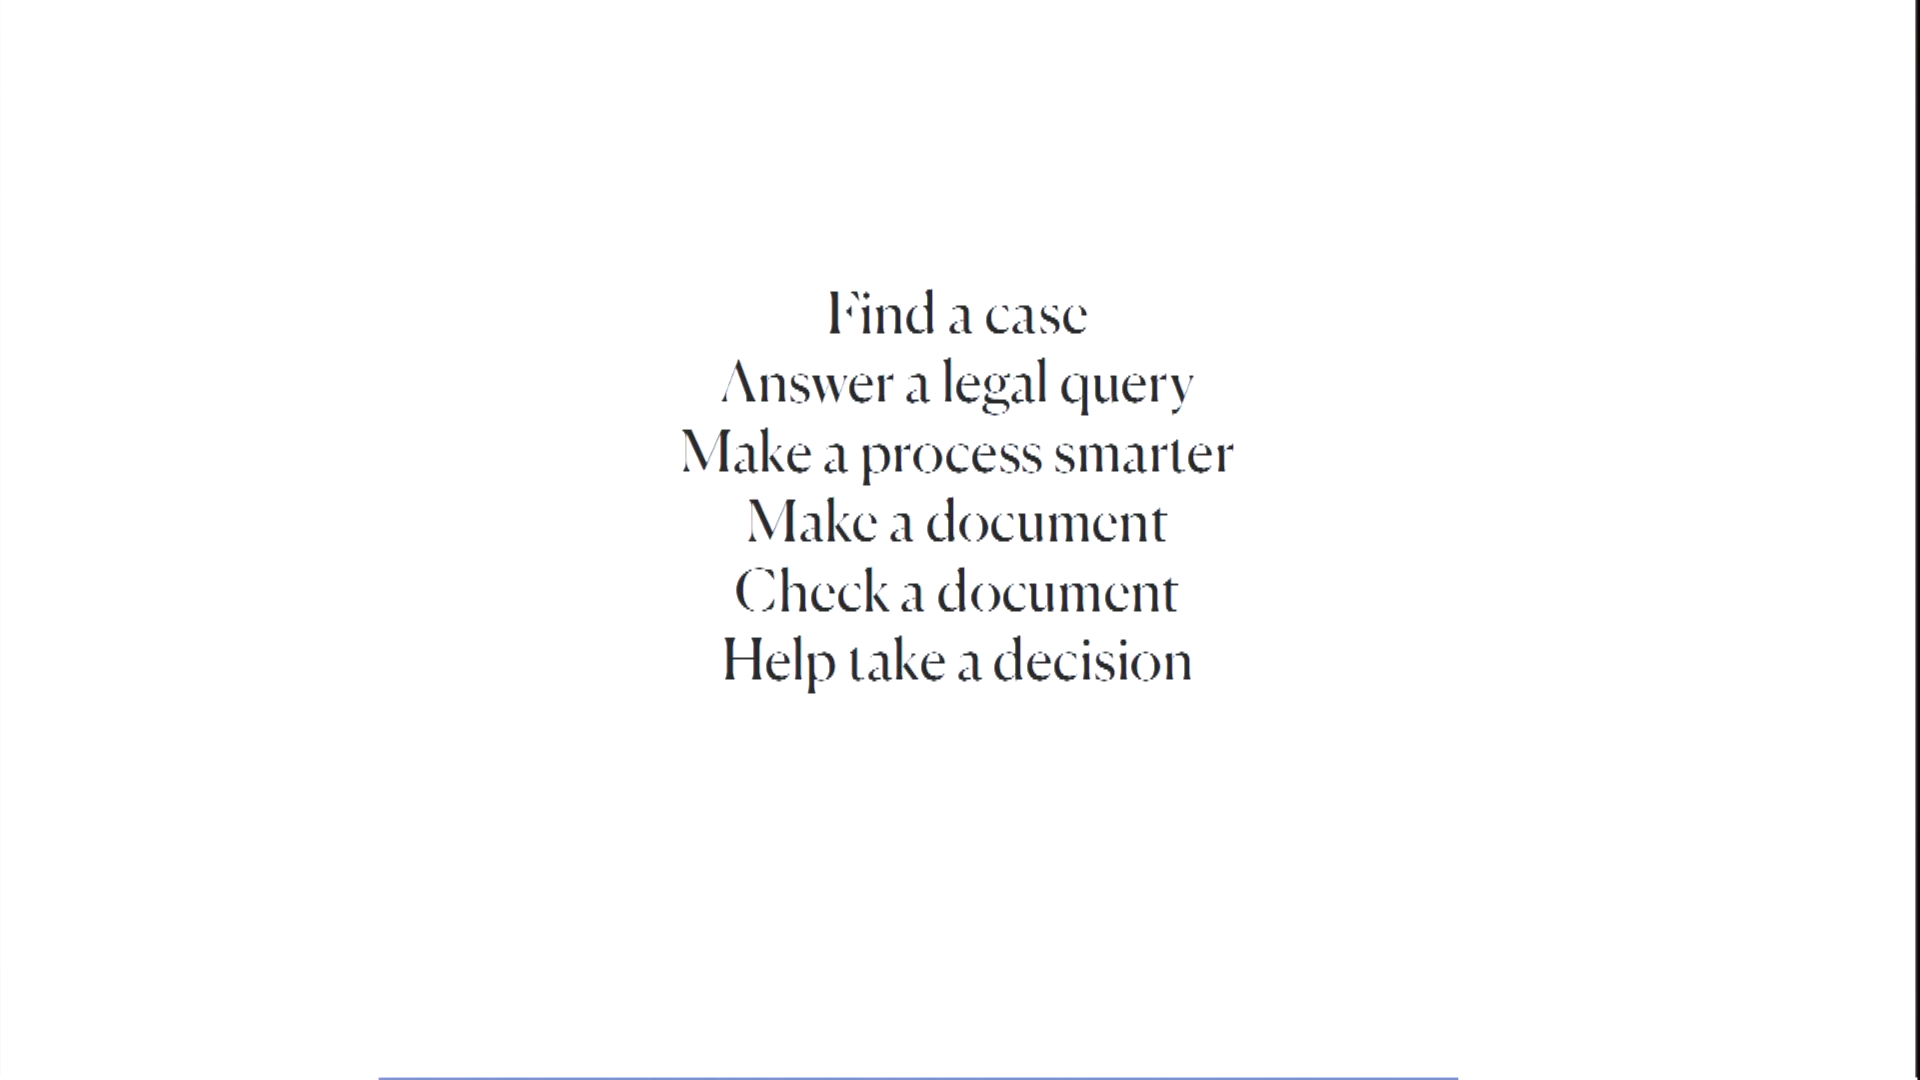 Find a case
Answer a legal query
Make a process smarter
Make a document
Check a document
Help take a decision